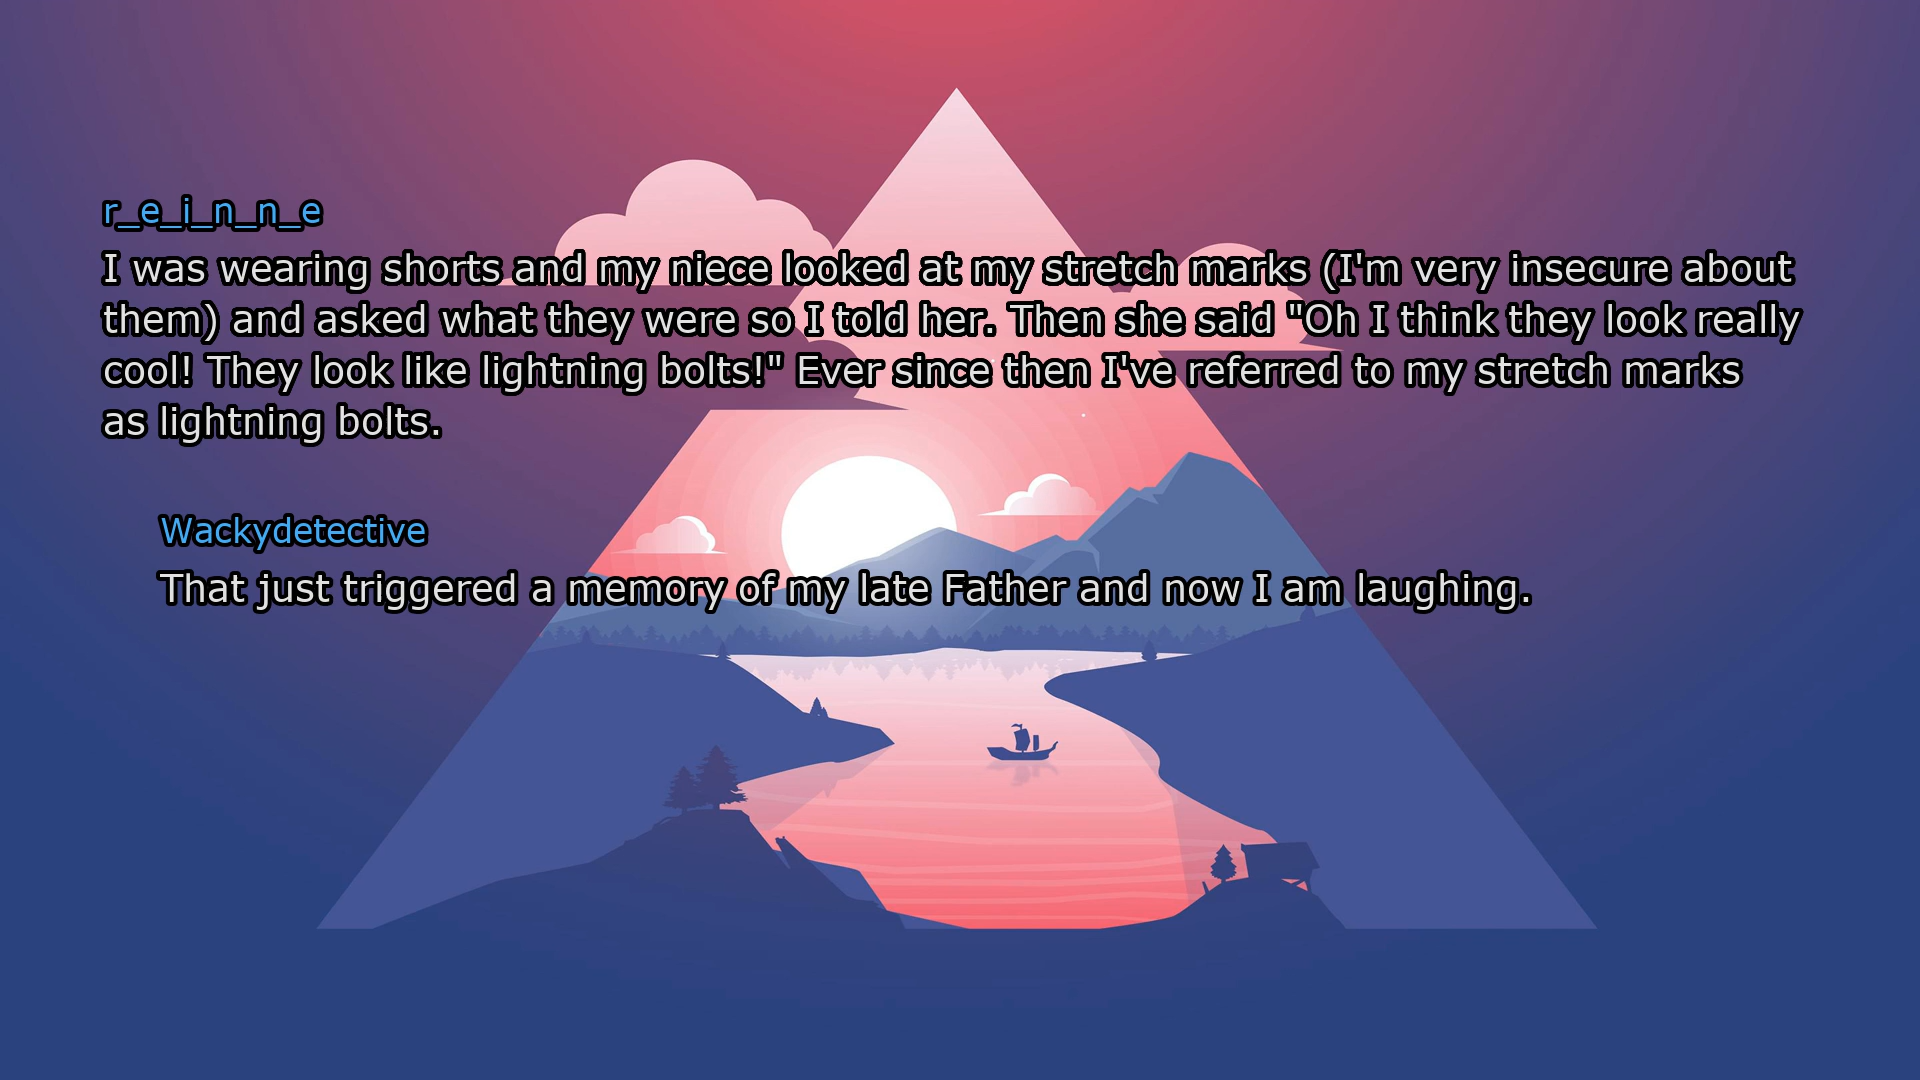 r_e_i_n_n_e
I was wearing shorts and my niece looked at my stretch marks (I'm very insecure about
them) and asked what they were so I told her. Then she said "Oh I think they look really
cool! They look like lightning bolts!" Ever since then I've referred to my stretch marks
as lightning bolts.
Wackydetective
That just triggered a memory of my late Father and now I am laughing.